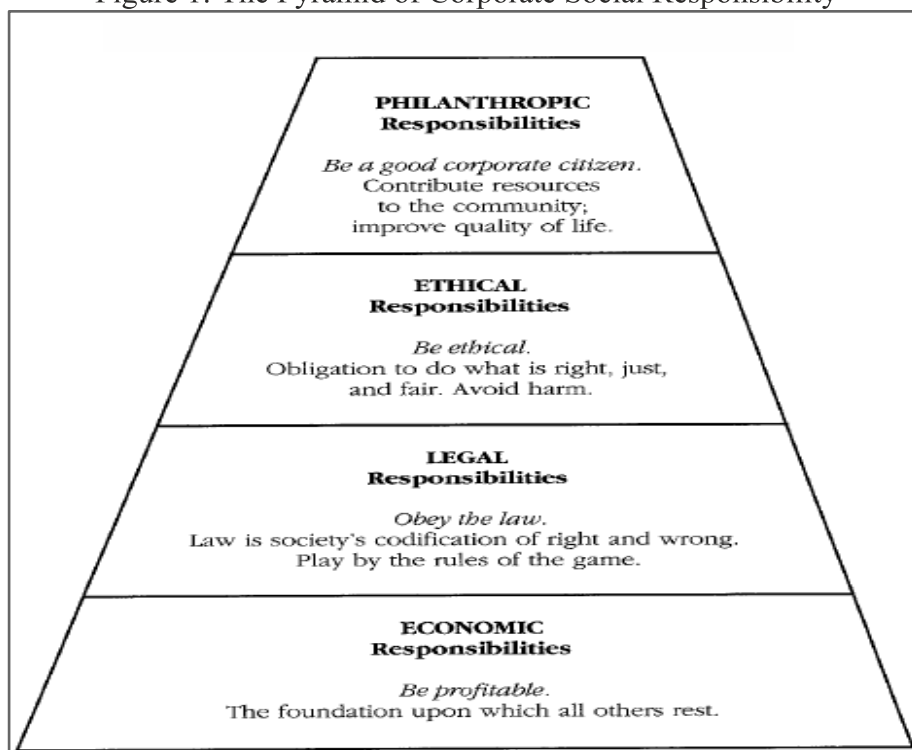 Figure 1. The Pyramid of Corporate Social Responsibility
PHILANTHROPIC
Responsibilities
Be a good corporate citizen.
Contribute resources
to the community;
improve quality of life.
ETHICAL
Responsibilities
Be ethical.
Obligation to do what is right, just,
and fair. Avoid harm.
LEGAL
Responsibilities
Obey the law.
Law is society's codification of right and wrong.
Play by the rules of the game.
ECONOMIC
Responsibilities
Be profitable.
The foundation upon which all others rest.